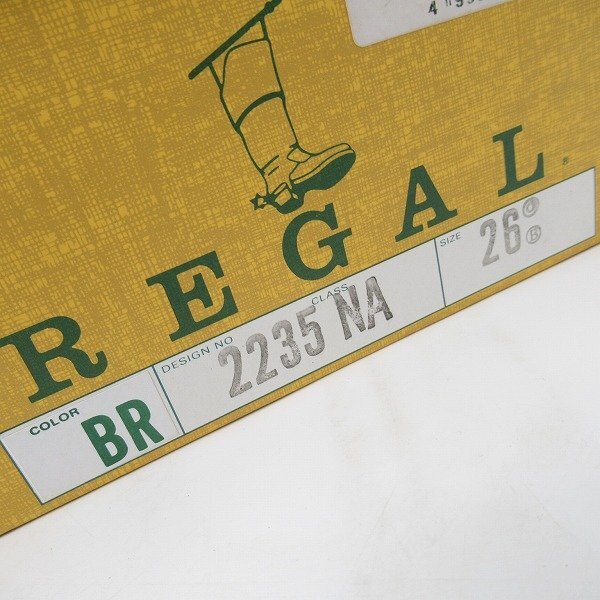 REGAL
COLOR BR
DESIGN NO 2235 CLASS NA
SIZE 26